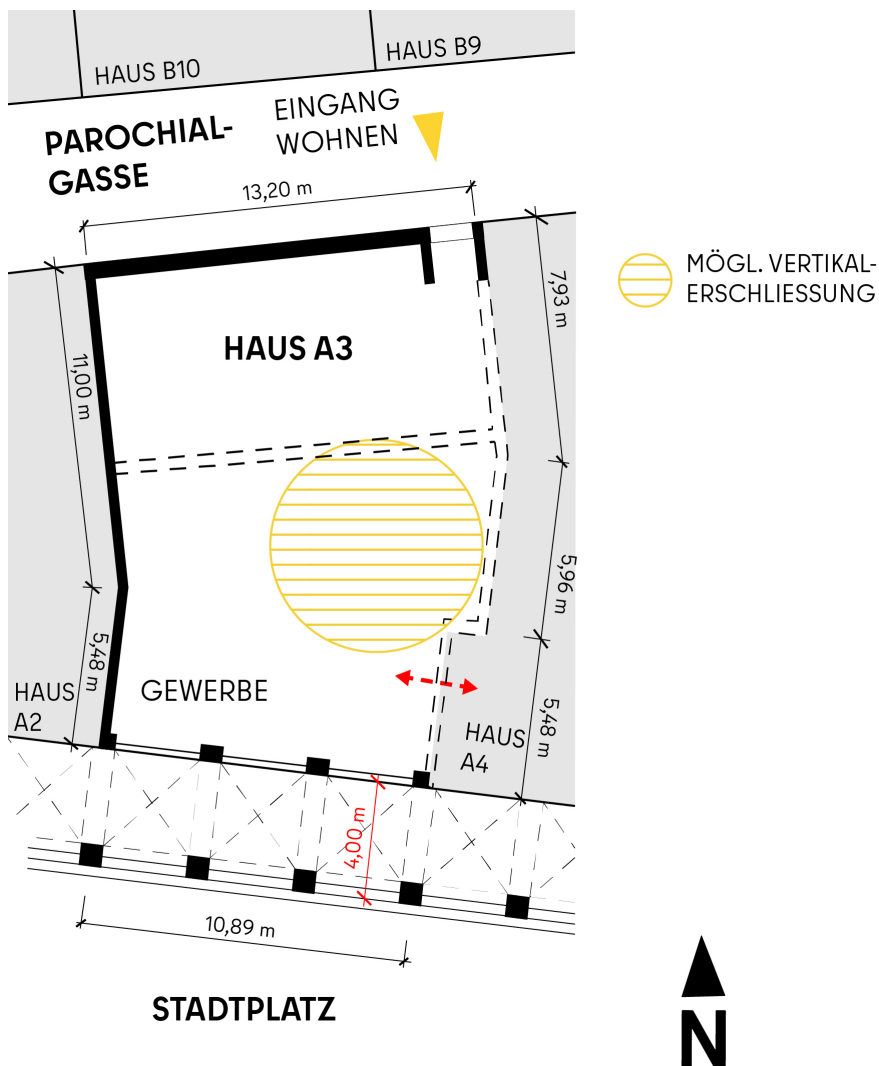 HAUS B10
HAUS B9
PAROCHIAL-
GASSE
EINGANG
WOHNEN
13,20 m
7,93 m
MÖGL. VERTIKAL-
ERSCHLIESSUNG
HAUS A3
11,00 m
5,96 m
5,48 m
GEWERBE
HAUS
A2
HAUS
A4
5,48 m
4,00 m
10,89 m
STADTPLATZ
N